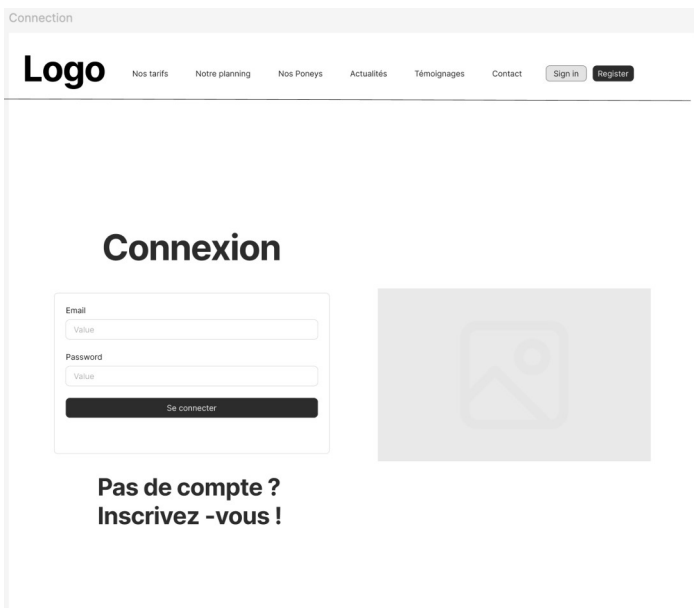 Connection
Logo Nos tarifs Notre planning Nos Poneys Actualités Témoignages Contact Sign in Register
Connexion
Email
Value
Password
Value
Se connecter
Pas de compte ?
Inscrivez -vous !